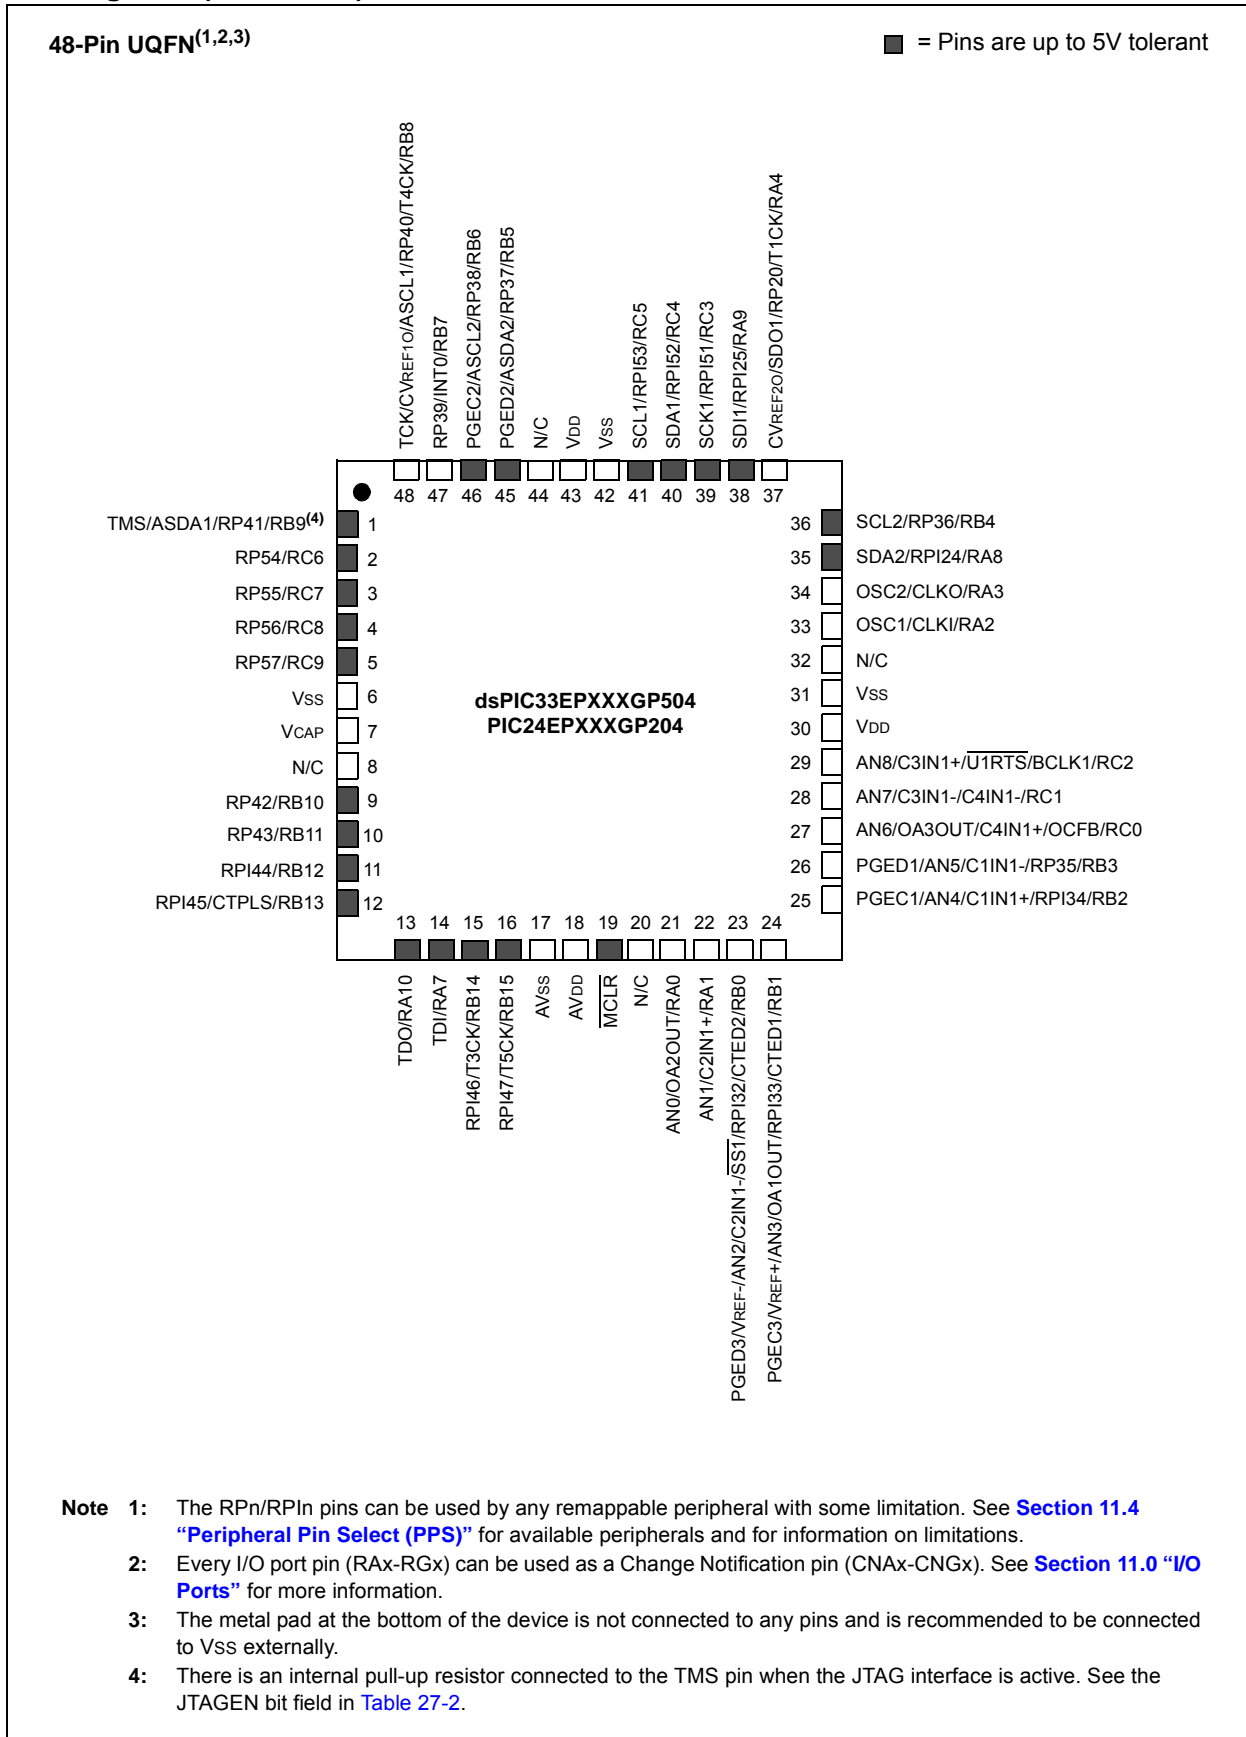 48-Pin UQFN(1,2,3)
= Pins are up to 5V tolerant
TCK/CVREF1O/ASCL1/RP40/T4CK/RB8
RP39/INT0/RB7
PGEC2/ASCL2/RP38/RB6
PGED2/ASDA2/RP37/RB5
N/C
VDD
VSS
SCL1/RPI53/RC5
SDA1/RPI52/RC4
SCK1/RPI51/RC3
SDI1/RPI25/RA9
CVREF2O/SDO1/RP20/T1CK/RA4
48 47 46 45 44 43 42 41 40 39 38 37
TMS/ASDA1/RP41/RB9(4) 1
RP54/RC6 2
RP55/RC7 3
RP56/RC8 4
RP57/RC9 5
VSS 6
VCAP 7
N/C 8
RP42/RB10 9
RP43/RB11 10
RPI44/RB12 11
RPI45/CTPLS/RB13 12
dsPIC33EPXXXGP504
PIC24EPXXXGP204
36 SCL2/RP36/RB4
35 SDA2/RPI24/RA8
34 OSC2/CLKO/RA3
33 OSC1/CLKI/RA2
32 N/C
31 VSS
30 VDD
29 AN8/C3IN1+/U1RTS/BCLK1/RC2
28 AN7/C3IN1-/C4IN1-/RC1
27 AN6/OA3OUT/C4IN1+/OCFB/RC0
26 PGED1/AN5/C1IN1-/RP35/RB3
25 PGEC1/AN4/C1IN1+/RPI34/RB2
13 14 15 16 17 18 19 20 21 22 23 24
TDO/RA10
TDI/RA7
RPI46/T3CK/RB14
RPI47/T5CK/RB15
AVSS
AVDD
MCLR
N/C
AN0/OA2OUT/RA0
AN1/C2IN1+/RA1
PGED3/VREF-/AN2/C2IN1-/SS1/RPI32/CTED2/RB0
PGEC3/VREF+/AN3/OA1OUT/RPI33/CTED1/RB1
Note 1: The RPn/RPIn pins can be used by any remappable peripheral with some limitation. See Section 11.4
“Peripheral Pin Select (PPS)” for available peripherals and for information on limitations.
2: Every I/O port pin (RAx-RGx) can be used as a Change Notification pin (CNAx-CNGx). See Section 11.0 “I/O
Ports” for more information.
3: The metal pad at the bottom of the device is not connected to any pins and is recommended to be connected
to VSS externally.
4: There is an internal pull-up resistor connected to the TMS pin when the JTAG interface is active. See the
JTAGEN bit field in Table 27-2.